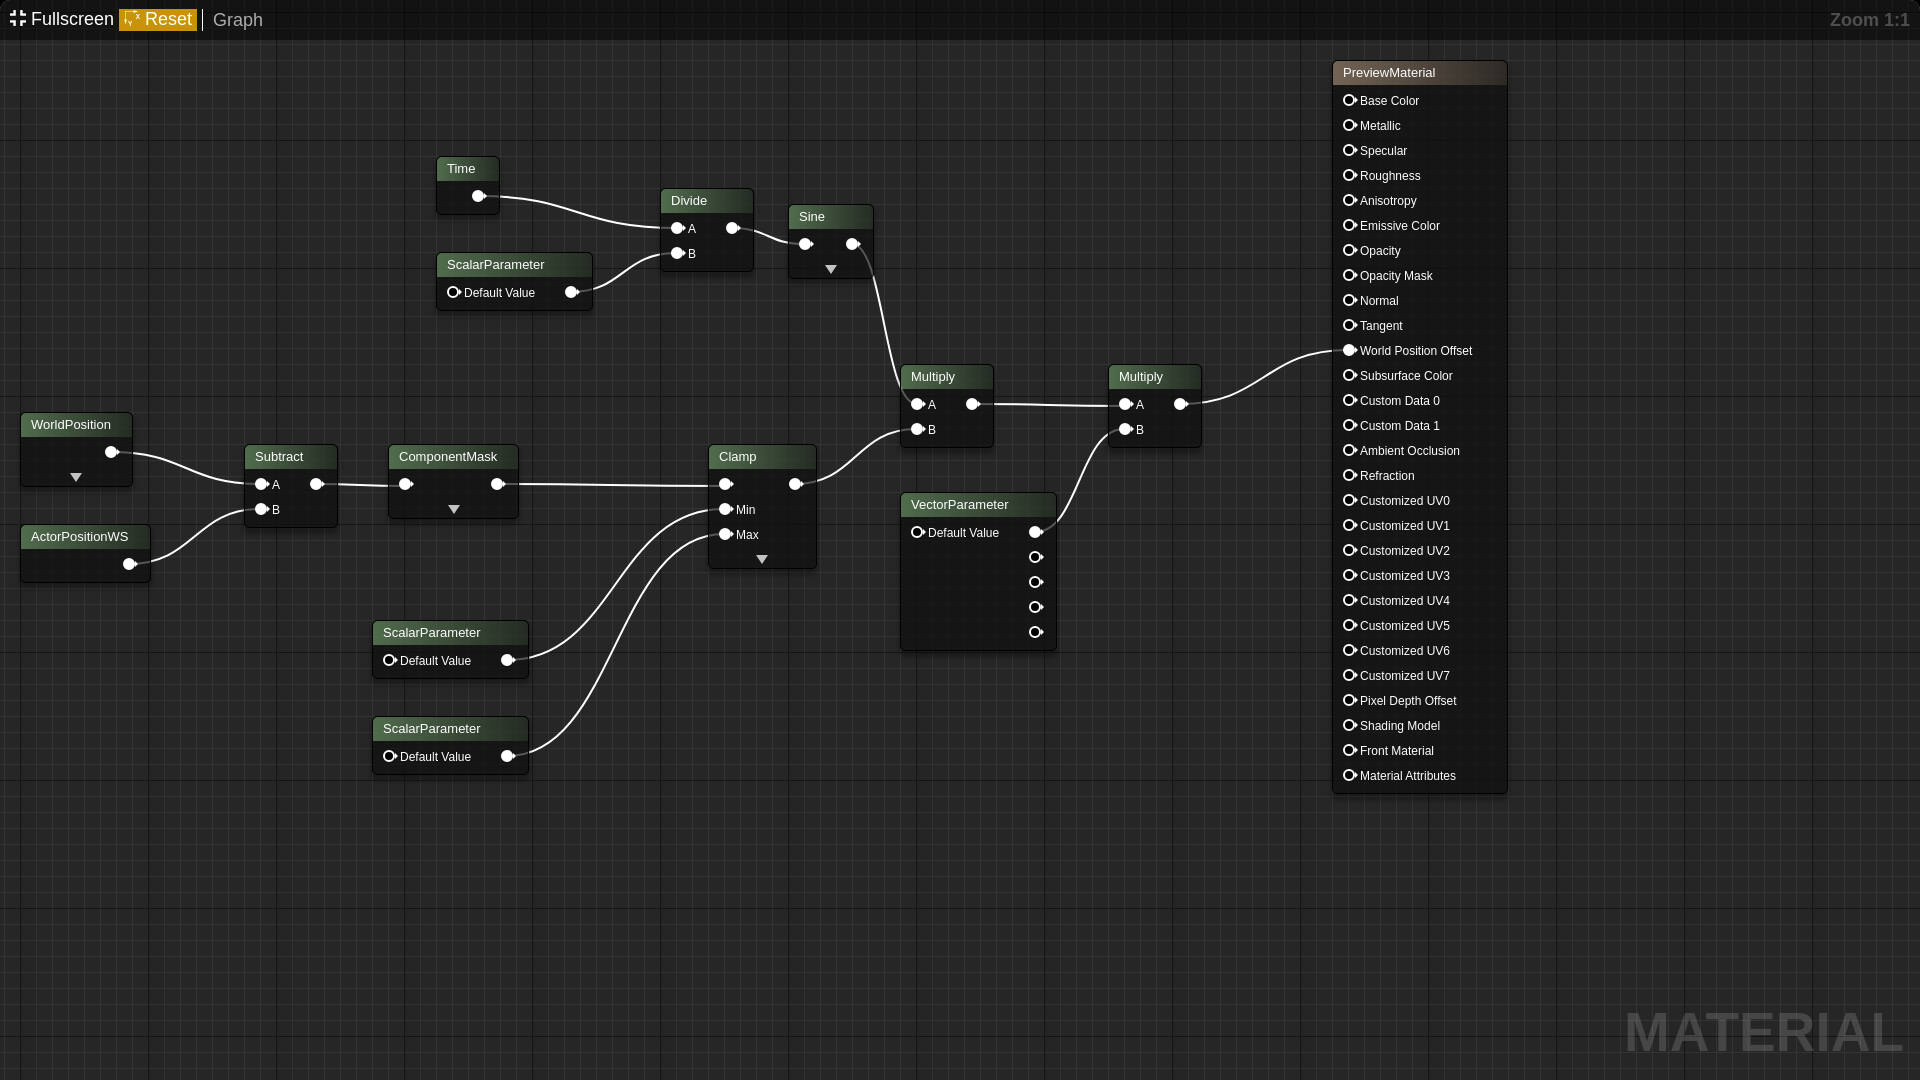 Fullscreen Reset Graph
Zoom 1:1
WorldPosition
ActorPositionWS
Subtract
A
B
ComponentMask
Time
ScalarParameter
Default Value
ScalarParameter
Default Value
ScalarParameter
Default Value
Divide
A
B
Sine
Clamp
Min
Max
Multiply
A
B
VectorParameter
Default Value
Multiply
A
B
PreviewMaterial
Base Color
Metallic
Specular
Roughness
Anisotropy
Emissive Color
Opacity
Opacity Mask
Normal
Tangent
World Position Offset
Subsurface Color
Custom Data 0
Custom Data 1
Ambient Occlusion
Refraction
Customized UV0
Customized UV1
Customized UV2
Customized UV3
Customized UV4
Customized UV5
Customized UV6
Customized UV7
Pixel Depth Offset
Shading Model
Front Material
Material Attributes
MATERIAL